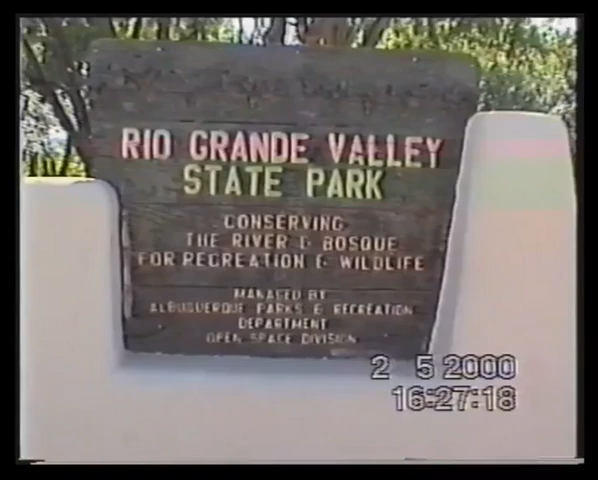 RIO GRANDE VALLEY
STATE PARK
CONSERVING
THE RIVER & BOSQUE
FOR RECREATION & WILDLIFE
MANAGED BY
ALBUQUERQUE PARKS & RECREATION
DEPARTMENT
OPEN SPACE DIVISION
2 5 2000
16:27:18